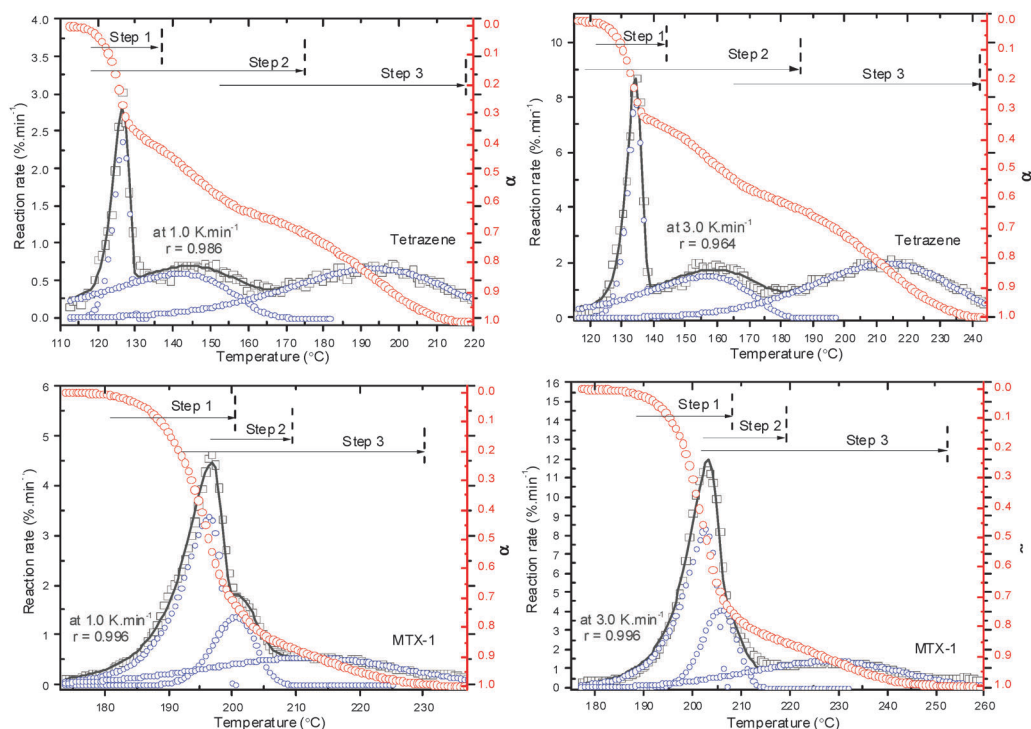 Reaction rate (%.min⁻¹)
4.0
3.5
3.0
2.5
2.0
1.5
1.0
0.5
0.0
Step 1
Step 2
Step 3
at 1.0 K.min⁻¹
r = 0.986
Tetrazene
0.0
0.1
0.2
0.3
0.4
0.5
0.6
0.7
0.8
0.9
1.0
α
110 120 130 140 150 160 170 180 190 200 210 220
Temperature (°C)
Reaction rate (%.min⁻¹)
10
8
6
4
2
0
Step 1
Step 2
Step 3
at 3.0 K.min⁻¹
r = 0.964
Tetrazene
0.0
0.1
0.2
0.3
0.4
0.5
0.6
0.7
0.8
0.9
1.0
α
120 130 140 150 160 170 180 190 200 210 220 230 240
Temperature (°C)
Reaction rate (%.min⁻¹)
6
5
4
3
2
1
0
Step 1
Step 2
Step 3
at 1.0 K.min⁻¹
r = 0.996
MTX-1
0.0
0.1
0.2
0.3
0.4
0.5
0.6
0.7
0.8
0.9
1.0
α
180 190 200 210 220 230
Temperature (°C)
Reaction rate (%.min⁻¹)
16
15
14
13
12
11
10
9
8
7
6
5
4
3
2
1
0
Step 1
Step 2
Step 3
at 3.0 K.min⁻¹
r = 0.996
MTX-1
0.0
0.1
0.2
0.3
0.4
0.5
0.6
0.7
0.8
0.9
1.0
180 190 200 210 220 230 240 250 260
Temperature (°C)